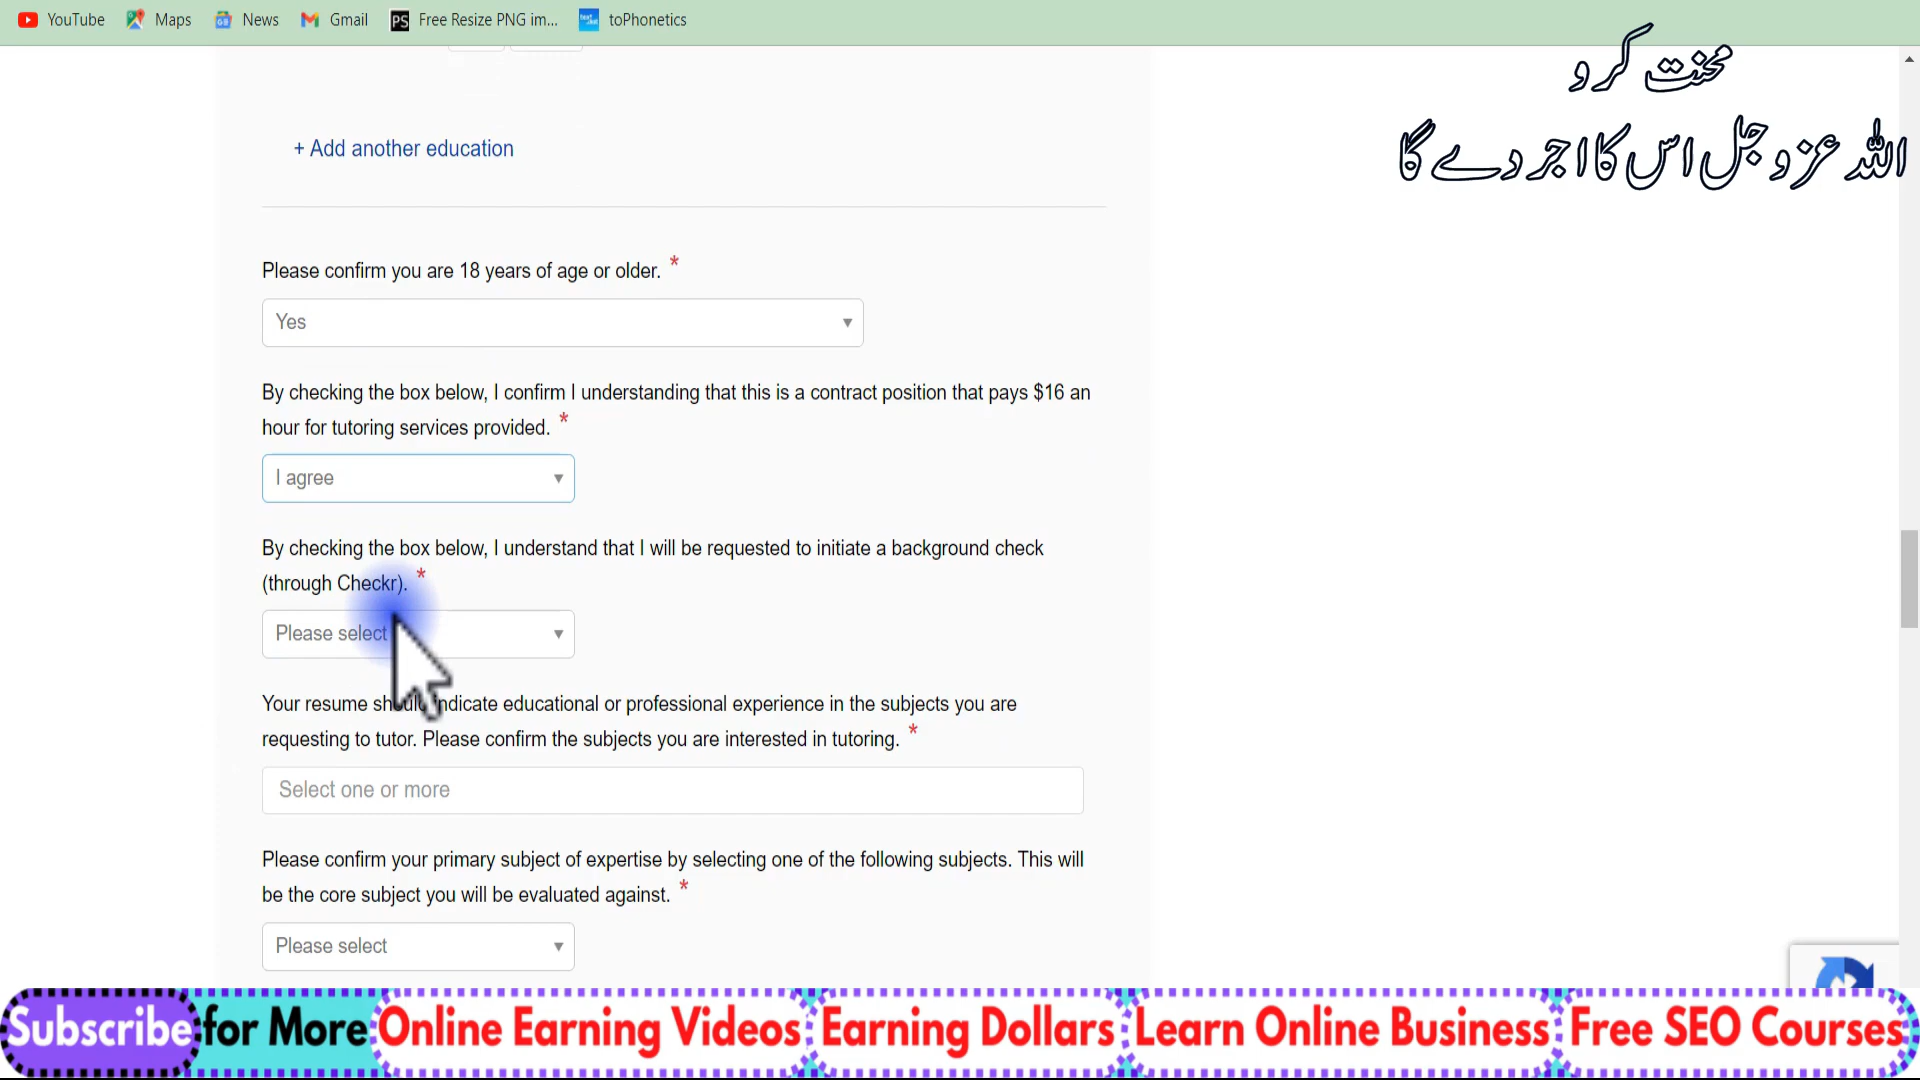 YouTube Maps News Gmail PS Free Resize PNG im... toPhonetics
محنت کرو
اللہ عزوجل اس کا اجر دے گا
+ Add another education
Please confirm you are 18 years of age or older. *
Yes
By checking the box below, I confirm I understanding that this is a contract position that pays $16 an
hour for tutoring services provided. *
I agree
By checking the box below, I understand that I will be requested to initiate a background check
(through Checkr). *
Please select
Your resume should indicate educational or professional experience in the subjects you are
requesting to tutor. Please confirm the subjects you are interested in tutoring. *
Select one or more
Please confirm your primary subject of expertise by selecting one of the following subjects. This will
be the core subject you will be evaluated against. *
Please select
Subscribe for More Online Earning Videos Earning Dollars Learn Online Business Free SEO Courses